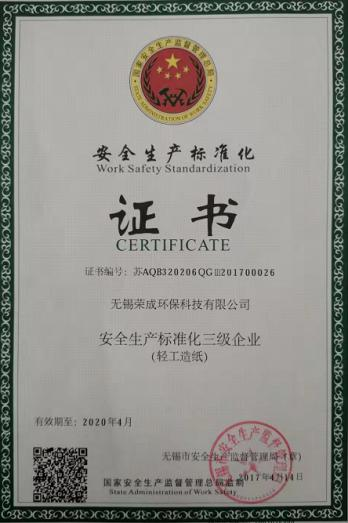 国家安全生产监督管理总局
STATE ADMINISTRATION OF WORK SAFETY
安全生产标准化
Work Safety Standardization
证书
CERTIFICATE
证书编号：苏AQB320206QGⅢ201700026
无锡荣成环保科技有限公司
安全生产标准化三级企业
(轻工造纸)
有效期至：2020年4月
无锡市安全生产监督管理局（章）
2017年4月14日
国家安全生产监督管理总局监制
State Administration of Work Safety